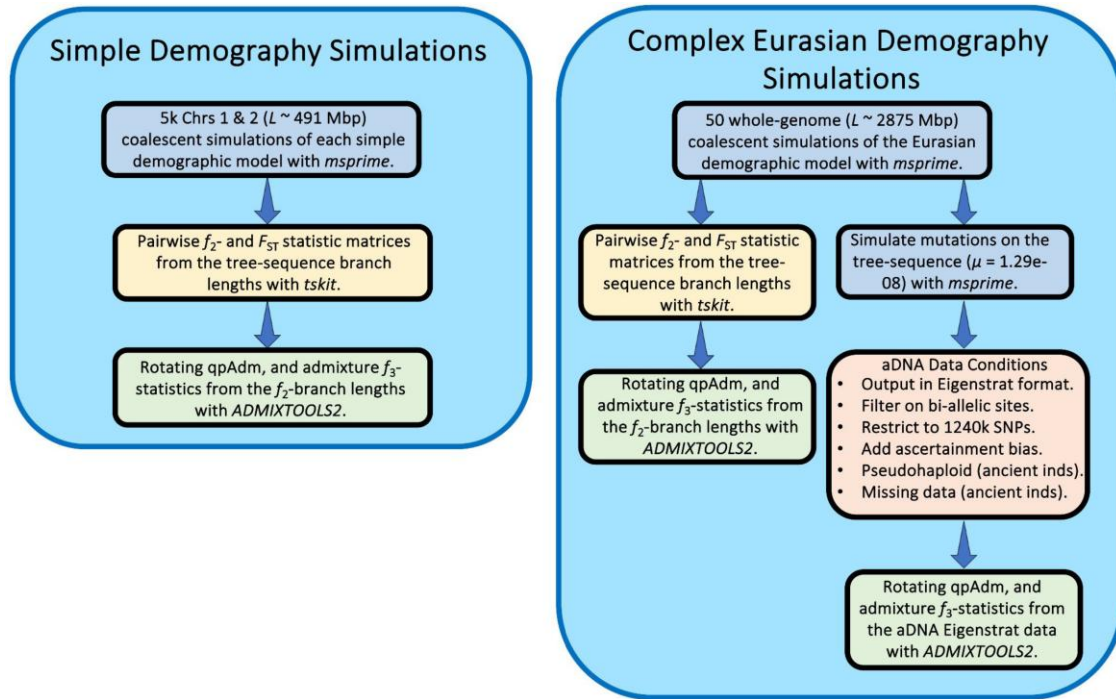 Simple Demography Simulations
5k Chrs 1 & 2 (L ~ 491 Mbp)
coalescent simulations of each simple
demographic model with msprime.
Pairwise f2- and FST statistic matrices
from the tree-sequence branch
lengths with tskit.
Rotating qpAdm, and admixture f3-
statistics from the f2-branch lengths
with ADMIXTOOLS2.
Complex Eurasian Demography
Simulations
50 whole-genome (L ~ 2875 Mbp)
coalescent simulations of the Eurasian
demographic model with msprime.
Pairwise f2- and FST statistic
matrices from the tree-
sequence branch lengths
with tskit.
Rotating qpAdm, and
admixture f3-statistics from
the f2-branch lengths with
ADMIXTOOLS2.
Simulate mutations on the
tree-sequence (μ = 1.29e-
08) with msprime.
aDNA Data Conditions
• Output in Eigenstrat format.
• Filter on bi-allelic sites.
• Restrict to 1240k SNPs.
• Add ascertainment bias.
• Pseudohaploid (ancient inds).
• Missing data (ancient inds).
Rotating qpAdm, and
admixture f3-statistics from
the aDNA Eigenstrat data
with ADMIXTOOLS2.